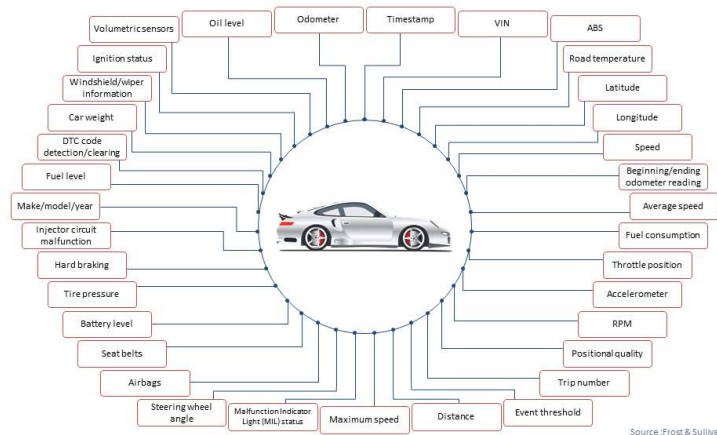 Volumetric sensors
Oil level
Odometer
Timestamp
VIN
ABS
Ignition status
Road temperature
Windshield/wiper
information
Latitude
Car weight
Longitude
DTC code
detection/clearing
Speed
Fuel level
Beginning/ending
odometer reading
Make/model/year
Average speed
Injector circuit
malfunction
Fuel consumption
Hard braking
Throttle position
Tire pressure
Accelerometer
Battery level
RPM
Seat belts
Positional quality
Airbags
Trip number
Steering wheel
angle
Malfunction Indicator
Light (MIL) status
Maximum speed
Distance
Event threshold
Source :Frost & Sulliva